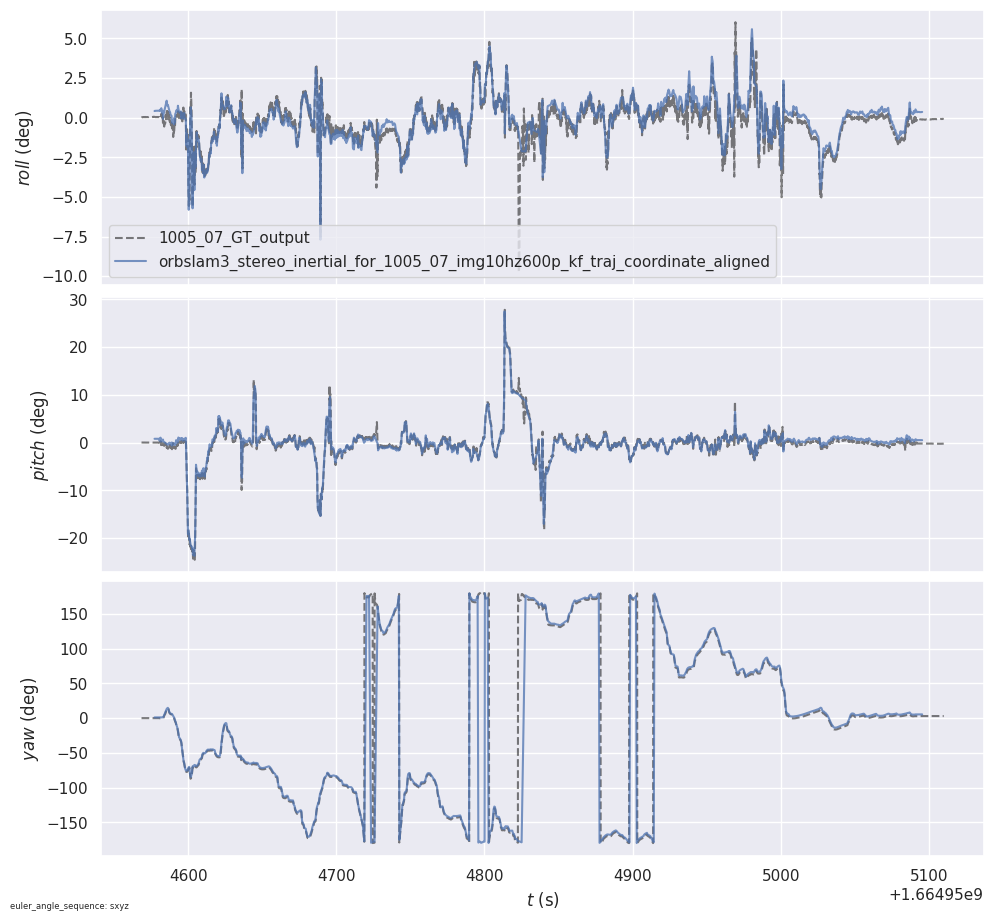 5.0
2.5
0.0
−2.5
−5.0
−7.5
−10.0
roll (deg)
1005_07_GT_output
orbslam3_stereo_inertial_for_1005_07_img10hz600p_kf_traj_coordinate_aligned
30
20
10
0
−10
−20
pitch (deg)
150
100
50
0
−50
−100
−150
yaw (deg)
4600 4700 4800 4900 5000 5100
t (s)
+1.66495e9
euler_angle_sequence: sxyz